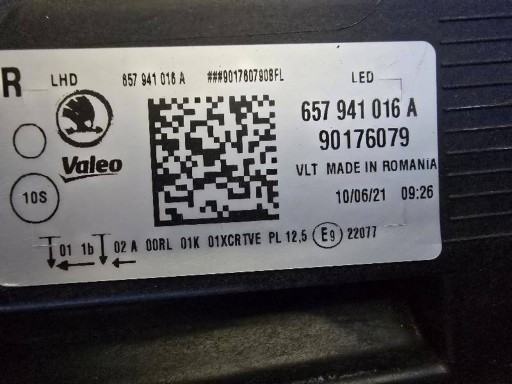 R LHD 657 941 016 A ###9017607908FL LED
657 941 016 A
90176079
Valeo
VLT MADE IN ROMANiA
10S
10/06/21 09:26
01 1b 02 A 00RL 01K 01XCRTVE PL 12,5 E9 22077